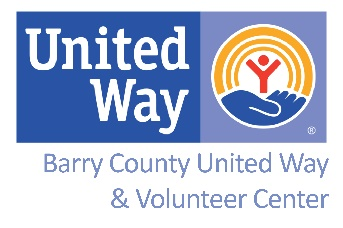 United
Way
®
Barry County United Way
& Volunteer Center